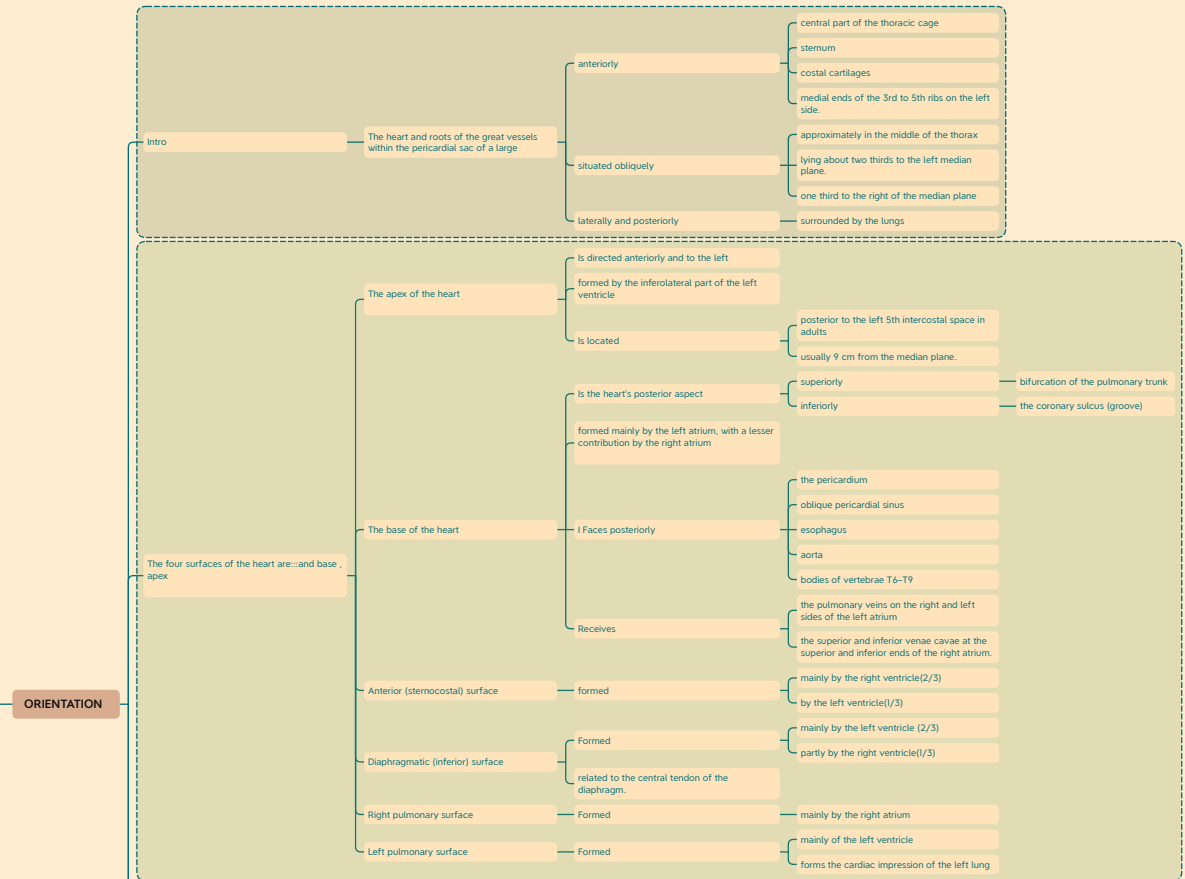 ORIENTATION
Intro
The heart and roots of the great vessels
within the pericardial sac of a large
anteriorly
central part of the thoracic cage
sternum
costal cartilages
medial ends of the 3rd to 5th ribs on the left
side.
situated obliquely
approximately in the middle of the thorax
lying about two thirds to the left median
plane.
one third to the right of the median plane
laterally and posteriorly
surrounded by the lungs
The four surfaces of the heart are:::and base ,
apex
The apex of the heart
Is directed anteriorly and to the left
formed by the inferolateral part of the left
ventricle
Is located
posterior to the left 5th intercostal space in
adults
usually 9 cm from the median plane.
The base of the heart
Is the heart's posterior aspect
superiorly
bifurcation of the pulmonary trunk
inferiorly
the coronary sulcus (groove)
formed mainly by the left atrium, with a lesser
contribution by the right atrium
I Faces posteriorly
the pericardium
oblique pericardial sinus
esophagus
aorta
bodies of vertebrae T6–T9
Receives
the pulmonary veins on the right and left
sides of the left atrium
the superior and inferior venae cavae at the
superior and inferior ends of the right atrium.
Anterior (sternocostal) surface
formed
mainly by the right ventricle(2/3)
by the left ventricle(1/3)
Diaphragmatic (inferior) surface
Formed
mainly by the left ventricle (2/3)
partly by the right ventricle(1/3)
related to the central tendon of the
diaphragm.
Right pulmonary surface
Formed
mainly by the right atrium
Left pulmonary surface
Formed
mainly of the left ventricle
forms the cardiac impression of the left lung